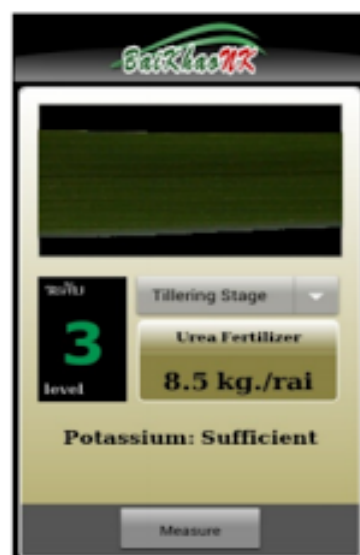 BaiKhaoNK
ระดับ
3
level
Tillering Stage
Urea Fertilizer
8.5 kg./rai
Potassium: Sufficient
Measure